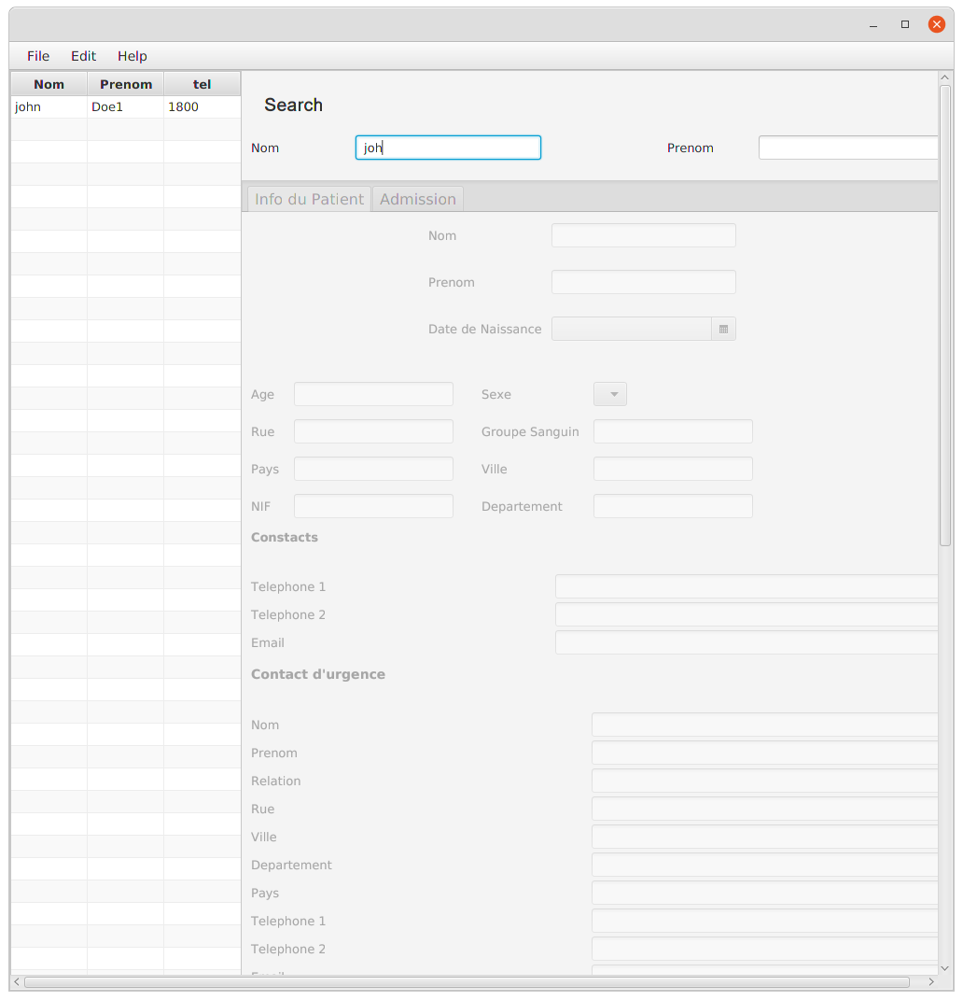 File Edit Help
Nom Prenom tel
john Doe1 1800
Search
Nom joh Prenom
Info du Patient Admission
Nom
Prenom
Date de Naissance
Age Sexe
Rue Groupe Sanguin
Pays Ville
NIF Departement
Constacts
Telephone 1
Telephone 2
Email
Contact d'urgence
Nom
Prenom
Relation
Rue
Ville
Departement
Pays
Telephone 1
Telephone 2